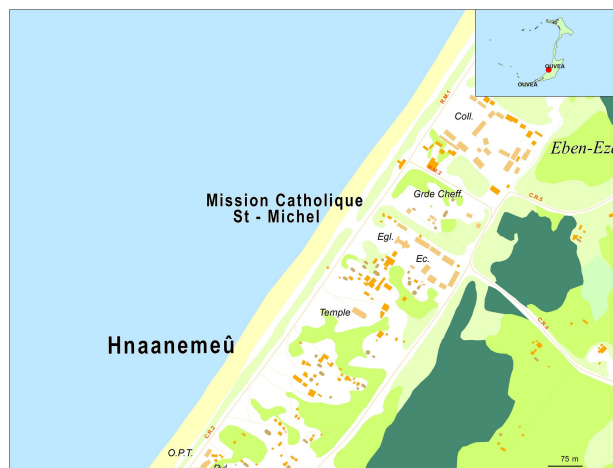 OUVEA
OUVEA
R.M.1
Coll.
Eben-Eze
Grde Cheff.
C.R.5
Mission Catholique
St - Michel
Egl.
Ec.
Temple
C.R.4
Hnaanemeû
C.R.2
O.P.T.
75 m